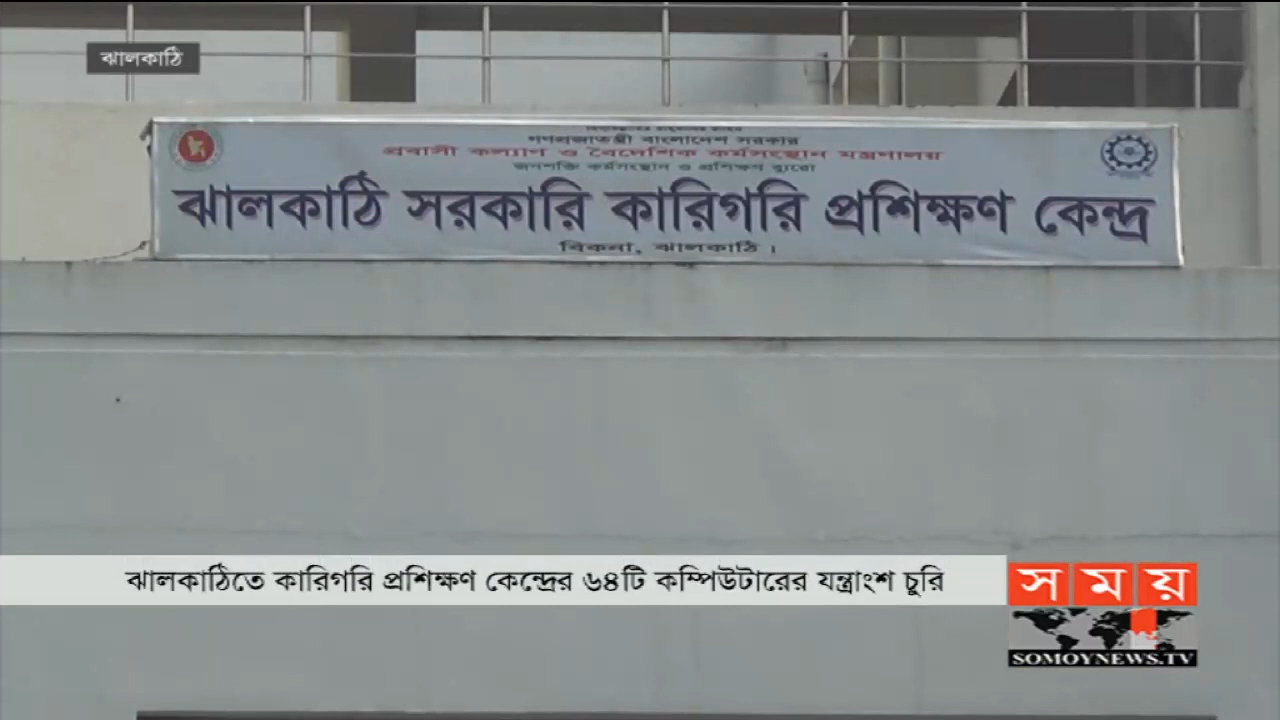 ঝালকাঠি
গণপ্রজাতন্ত্রী বাংলাদেশ সরকার
প্রবাসী কল্যাণ ও বৈদেশিক কর্মসংস্থান মন্ত্রণালয়
জনশক্তি কর্মসংস্থান ও প্রশিক্ষণ ব্যুরো
ঝালকাঠি সরকারি কারিগরি প্রশিক্ষণ কেন্দ্র
বিকনা, ঝালকাঠি ।
ঝালকাঠিতে কারিগরি প্রশিক্ষণ কেন্দ্রের ৬৪টি কম্পিউটারের যন্ত্রাংশ চুরি
সময়
SOMOYNEWS.TV